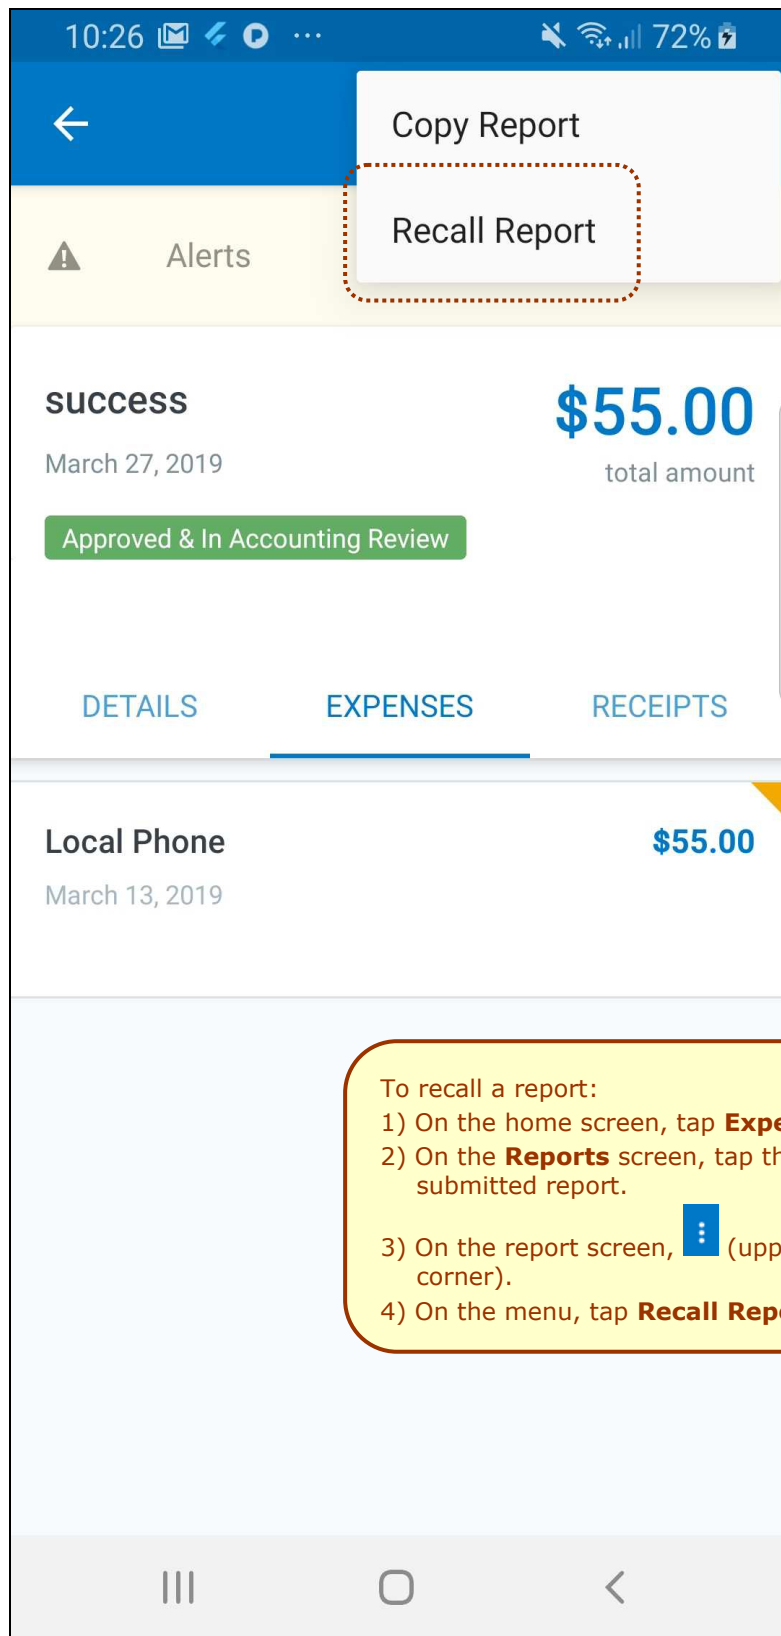 10:26
72%
Copy Report
Recall Report
Alerts
success
$55.00
March 27, 2019
total amount
Approved & In Accounting Review
DETAILS EXPENSES RECEIPTS
Local Phone
$55.00
March 13, 2019
To recall a report:
1) On the home screen, tap
2) On the Reports screen, tap
submitted report.
3) On the report screen,
corner).
4) On the menu, tap Recall